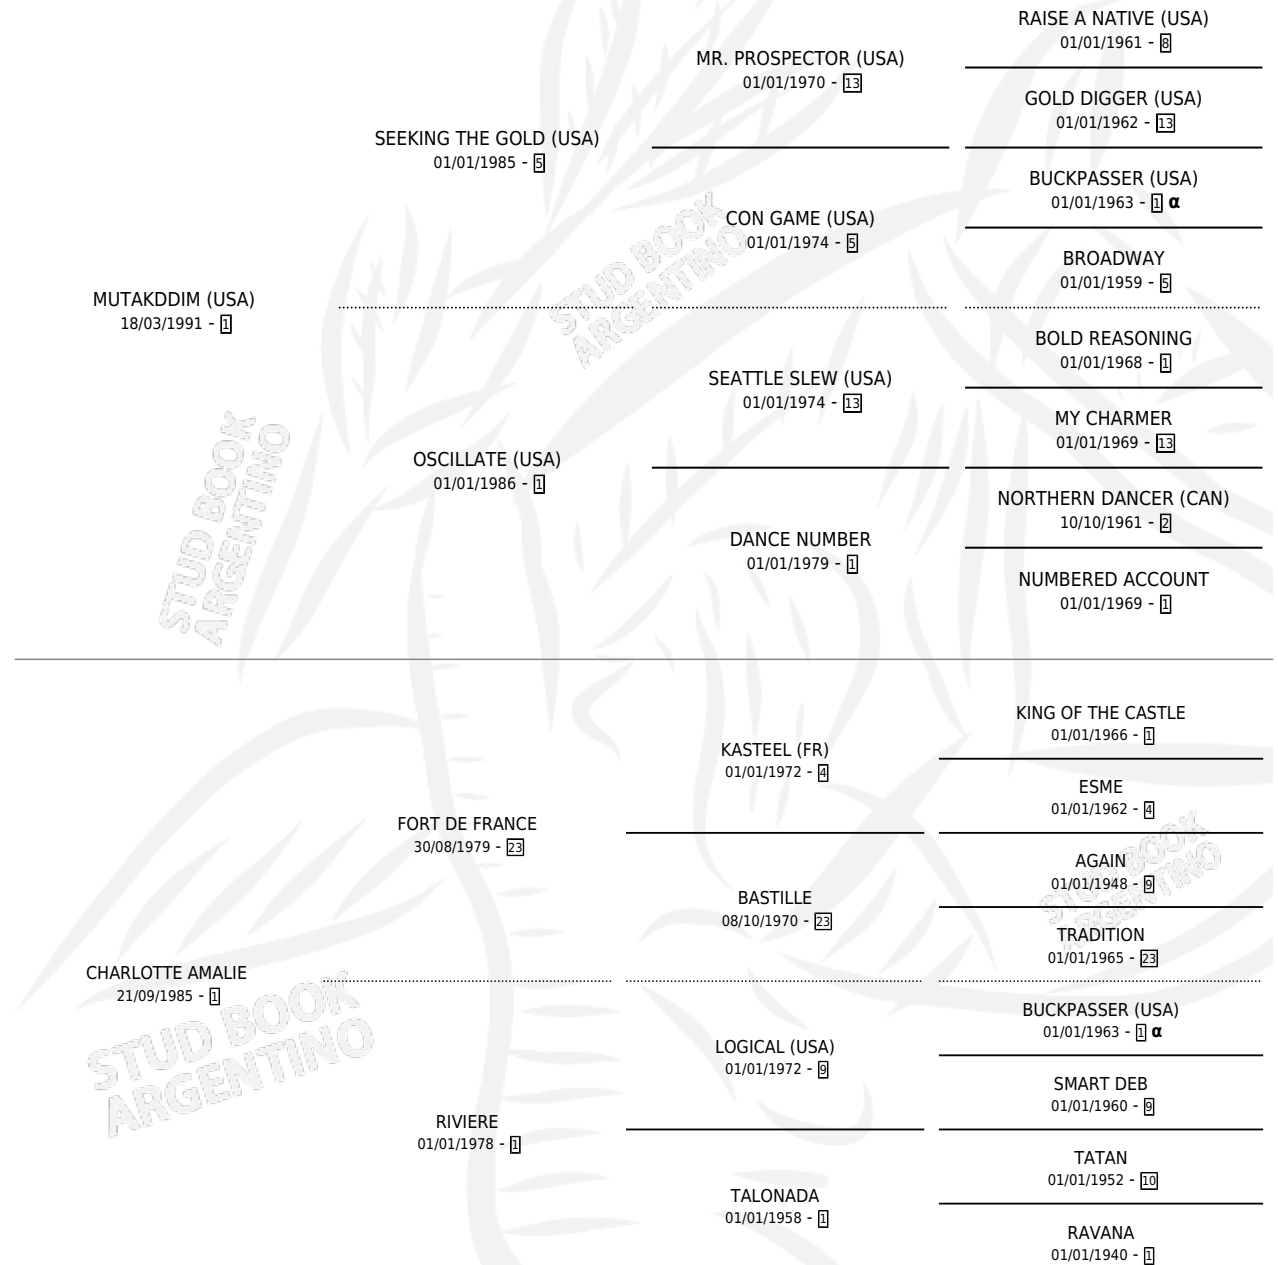 RAISE A NATIVE (USA)
01/01/1961 - 8
MR. PROSPECTOR (USA)
01/01/1970 - 13
GOLD DIGGER (USA)
01/01/1962 - 13
SEEKING THE GOLD (USA)
01/01/1985 - 5
BUCKPASSER (USA)
01/01/1963 - 1 α
CON GAME (USA)
01/01/1974 - 5
BROADWAY
01/01/1959 - 5
MUTAKDDIM (USA)
18/03/1991 - 1
BOLD REASONING
01/01/1968 - 1
SEATTLE SLEW (USA)
01/01/1974 - 13
MY CHARMER
01/01/1969 - 13
OSCILLATE (USA)
01/01/1986 - 1
NORTHERN DANCER (CAN)
10/10/1961 - 2
DANCE NUMBER
01/01/1979 - 1
NUMBERED ACCOUNT
01/01/1969 - 1
KING OF THE CASTLE
01/01/1966 - 1
KASTEEL (FR)
01/01/1972 - 4
ESME
01/01/1962 - 4
FORT DE FRANCE
30/08/1979 - 23
AGAIN
01/01/1948 - 9
BASTILLE
08/10/1970 - 23
TRADITION
01/01/1965 - 23
CHARLOTTE AMALIE
21/09/1985 - 1
BUCKPASSER (USA)
01/01/1963 - 1 α
LOGICAL (USA)
01/01/1972 - 9
SMART DEB
01/01/1960 - 9
RIVIERE
01/01/1978 - 1
TATAN
01/01/1952 - 10
TALONADA
01/01/1958 - 1
RAVANA
01/01/1940 - 1
STUD BOOK
ARGENTINO
STUD BOOK
ARGENTINO
STUD BOOK
ARGENTINO
STUD BOOK
ARGENTINO